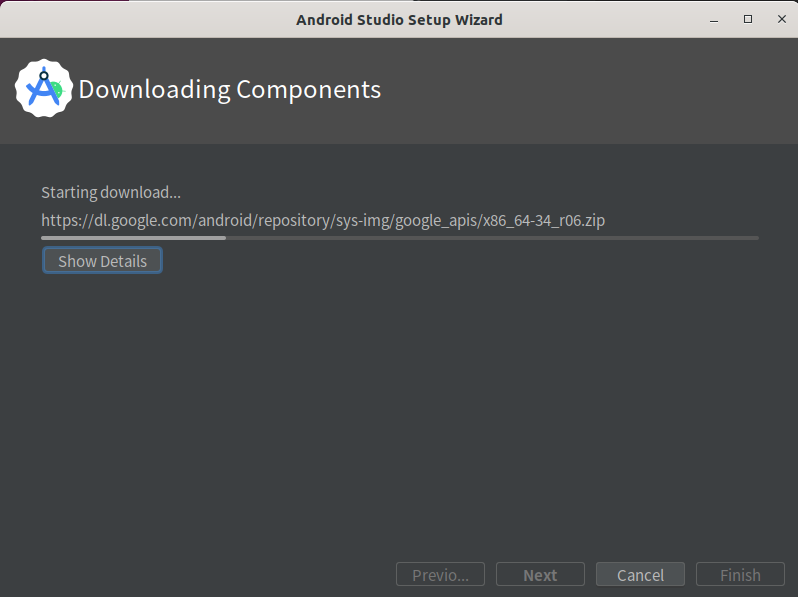 Android Studio Setup Wizard
Downloading Components
Starting download...
https://dl.google.com/android/repository/sys-img/google_apis/x86_64-34_r06.zip
Show Details
Previo... Next Cancel Finish